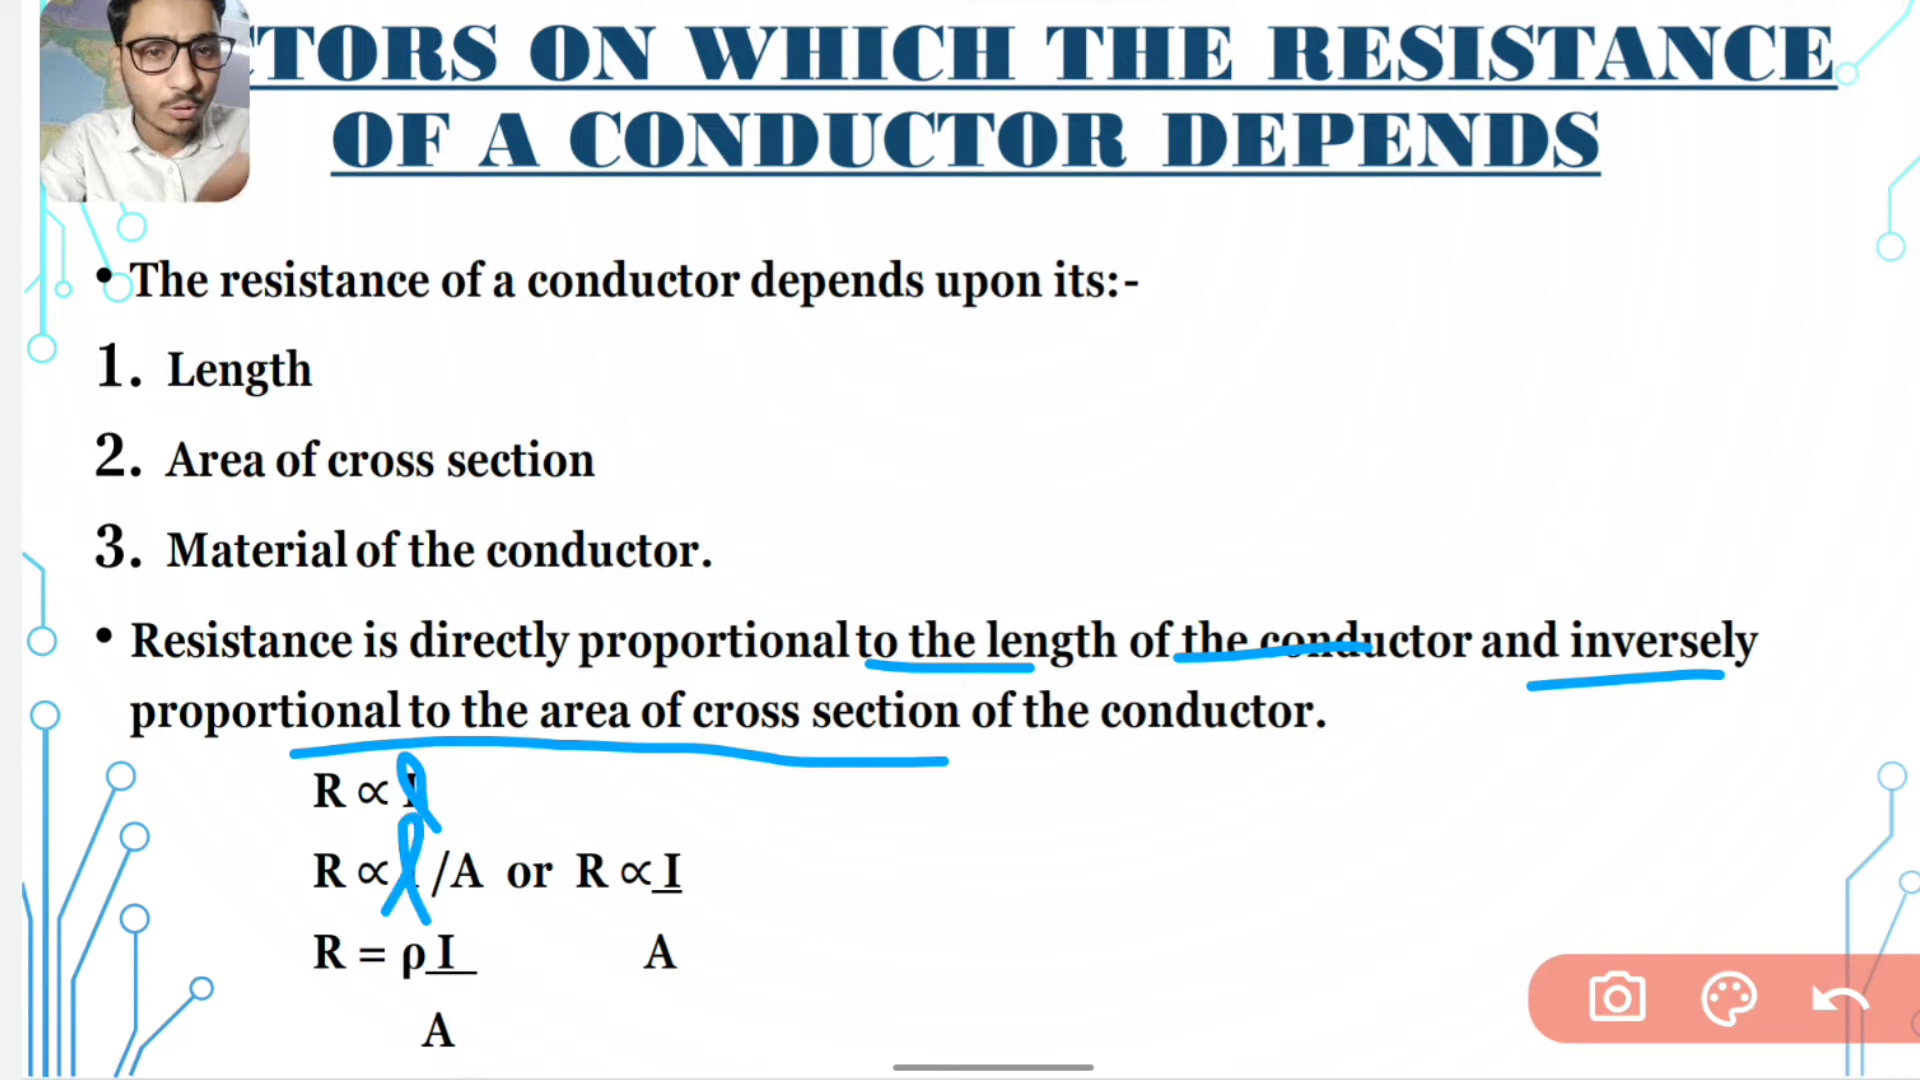 CTORS ON WHICH THE RESISTANCE
OF A CONDUCTOR DEPENDS
• The resistance of a conductor depends upon its:-
1. Length
2. Area of cross section
3. Material of the conductor.
• Resistance is directly proportional to the length of the conductor and inversely
proportional to the area of cross section of the conductor.
R ∝ l
R ∝ l /A or R ∝ I
R = ρ I A
A